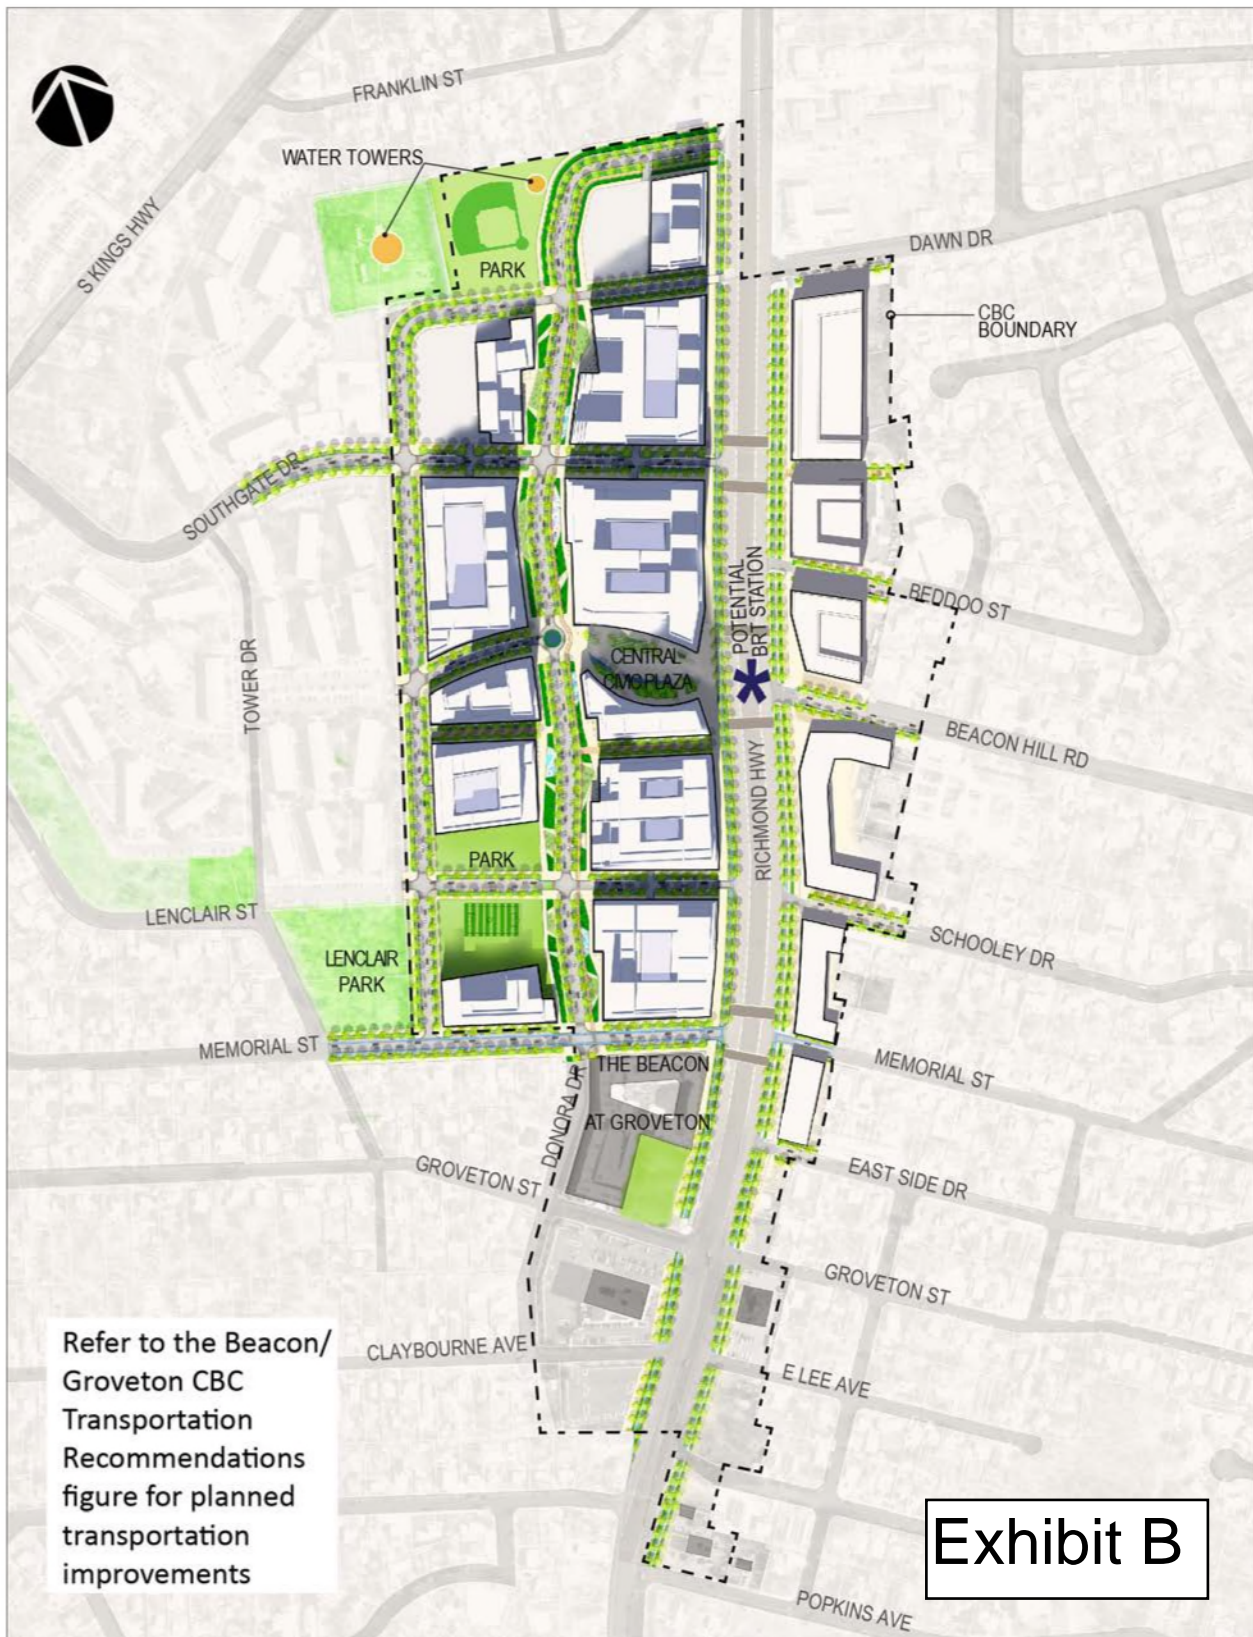 FRANKLIN ST
WATER TOWERS
S KINGS HWY
DAWN DR
PARK
CBC
BOUNDARY
SOUTHGATE DR
POTENTIAL
BRT STATION
BEDDOO ST
CENTRAL
CIVIC PLAZA
TOWER DR
BEACON HILL RD
RICHMOND HWY
PARK
LENCLAIR ST
SCHOOLEY DR
LENCLAIR
PARK
MEMORIAL ST
MEMORIAL ST
THE BEACON
AT GROVETON
DONORA DR
GROVETON ST
EAST SIDE DR
GROVETON ST
CLAYBOURNE AVE
E LEE AVE
Refer to the Beacon/
Groveton CBC
Transportation
Recommendations
figure for planned
transportation
improvements
Exhibit B
POPKINS AVE